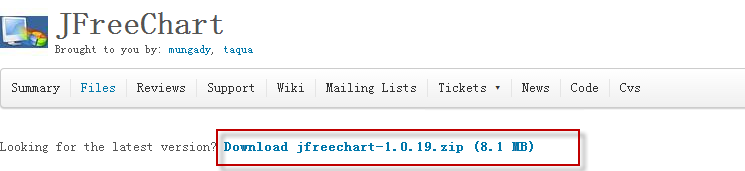 JFreeChart
Brought to you by: mungady, taqua
Summary Files Reviews Support Wiki Mailing Lists Tickets ▾ News Code Cvs
Looking for the latest version? Download jfreechart-1.0.19.zip (8.1 MB)